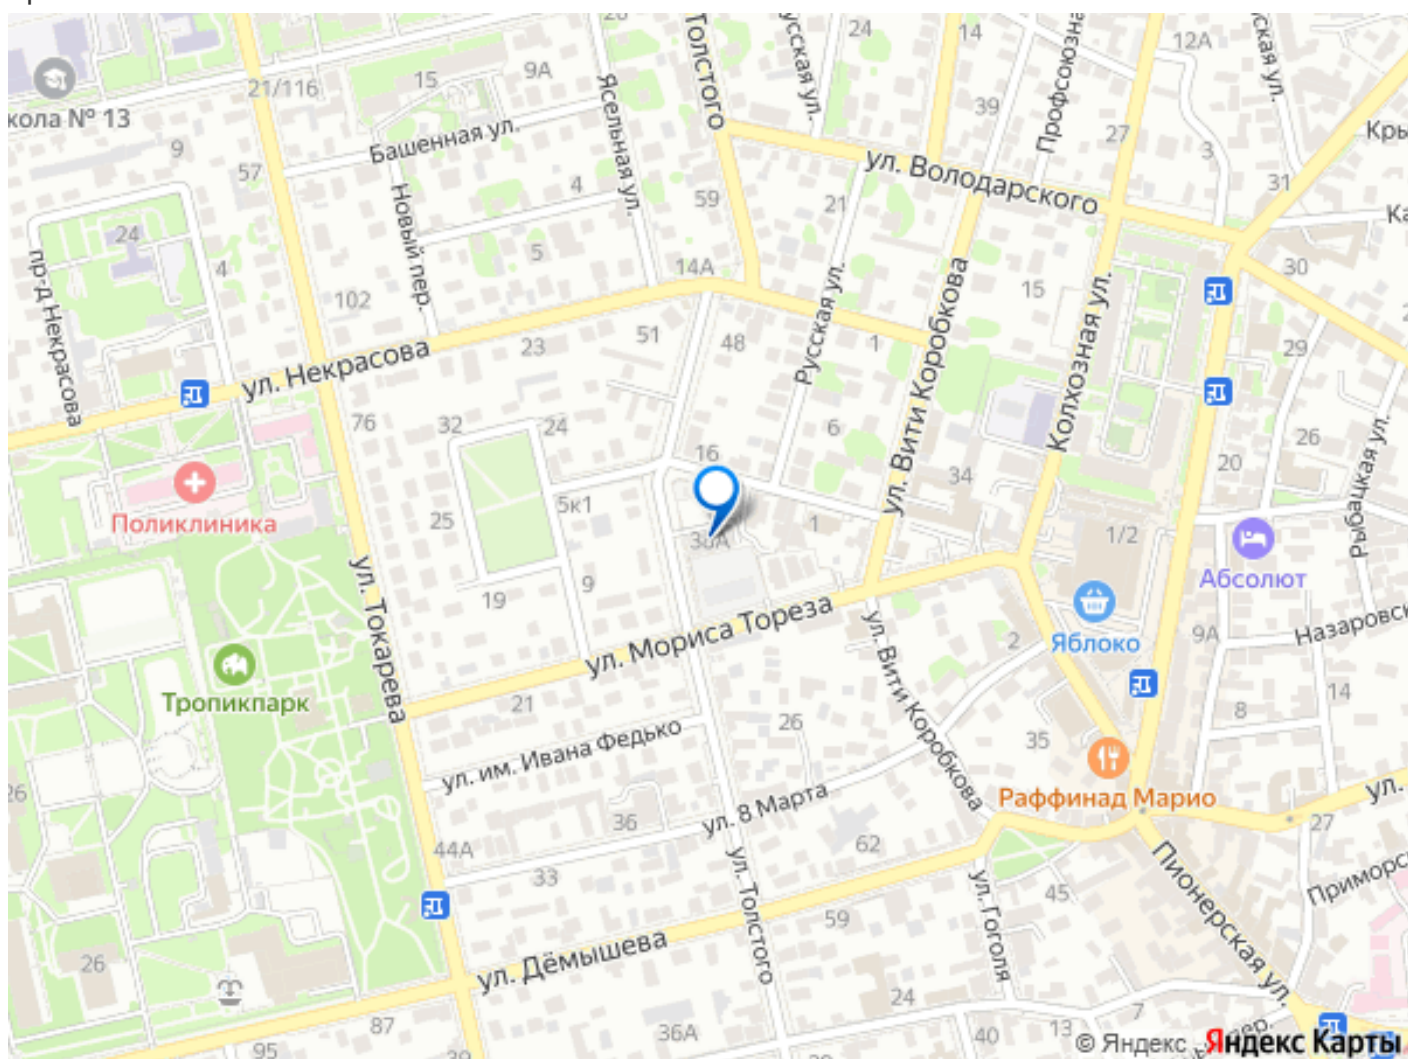 Толстого
Русская ул.
24
14
Профсоюзная
12А
9А
15
21/116
Ясельная ул.
39
27
кола № 13
Башенная ул.
ул. Володарского
3
Кры
9
57
4
59
21
31
Новый пер.
24
5
4
пр-д Некрасова
102
14А
Русская ул.
ул. Вити Коробкова
15
Колхозная ул.
30
51
48
1
23
29
ул. Некрасова
76
32
24
6
26
16
34
20
Рыбацкая ул.
Поликлиника
25
5к1
38А
1
1/2
Абсолют
ул. Токарева
19
9
ул. Мориса Тореза
2
Яблоко
9А
Назаровск
Тропикпарк
21
ул. Вити Коробкова
14
26
8
35
ул. им. Ивана Федько
26
Раффинад Марио
ул.
36
ул. 8 Марта
27
44А
62
33
ул. Толстого
Пионерская ул.
45
Приморс
59
ул. Гоголя
ул. Дёмышева
26
24
7
87
36А
40
13
пер.
95
39
© Яндекс Яндекс Карты